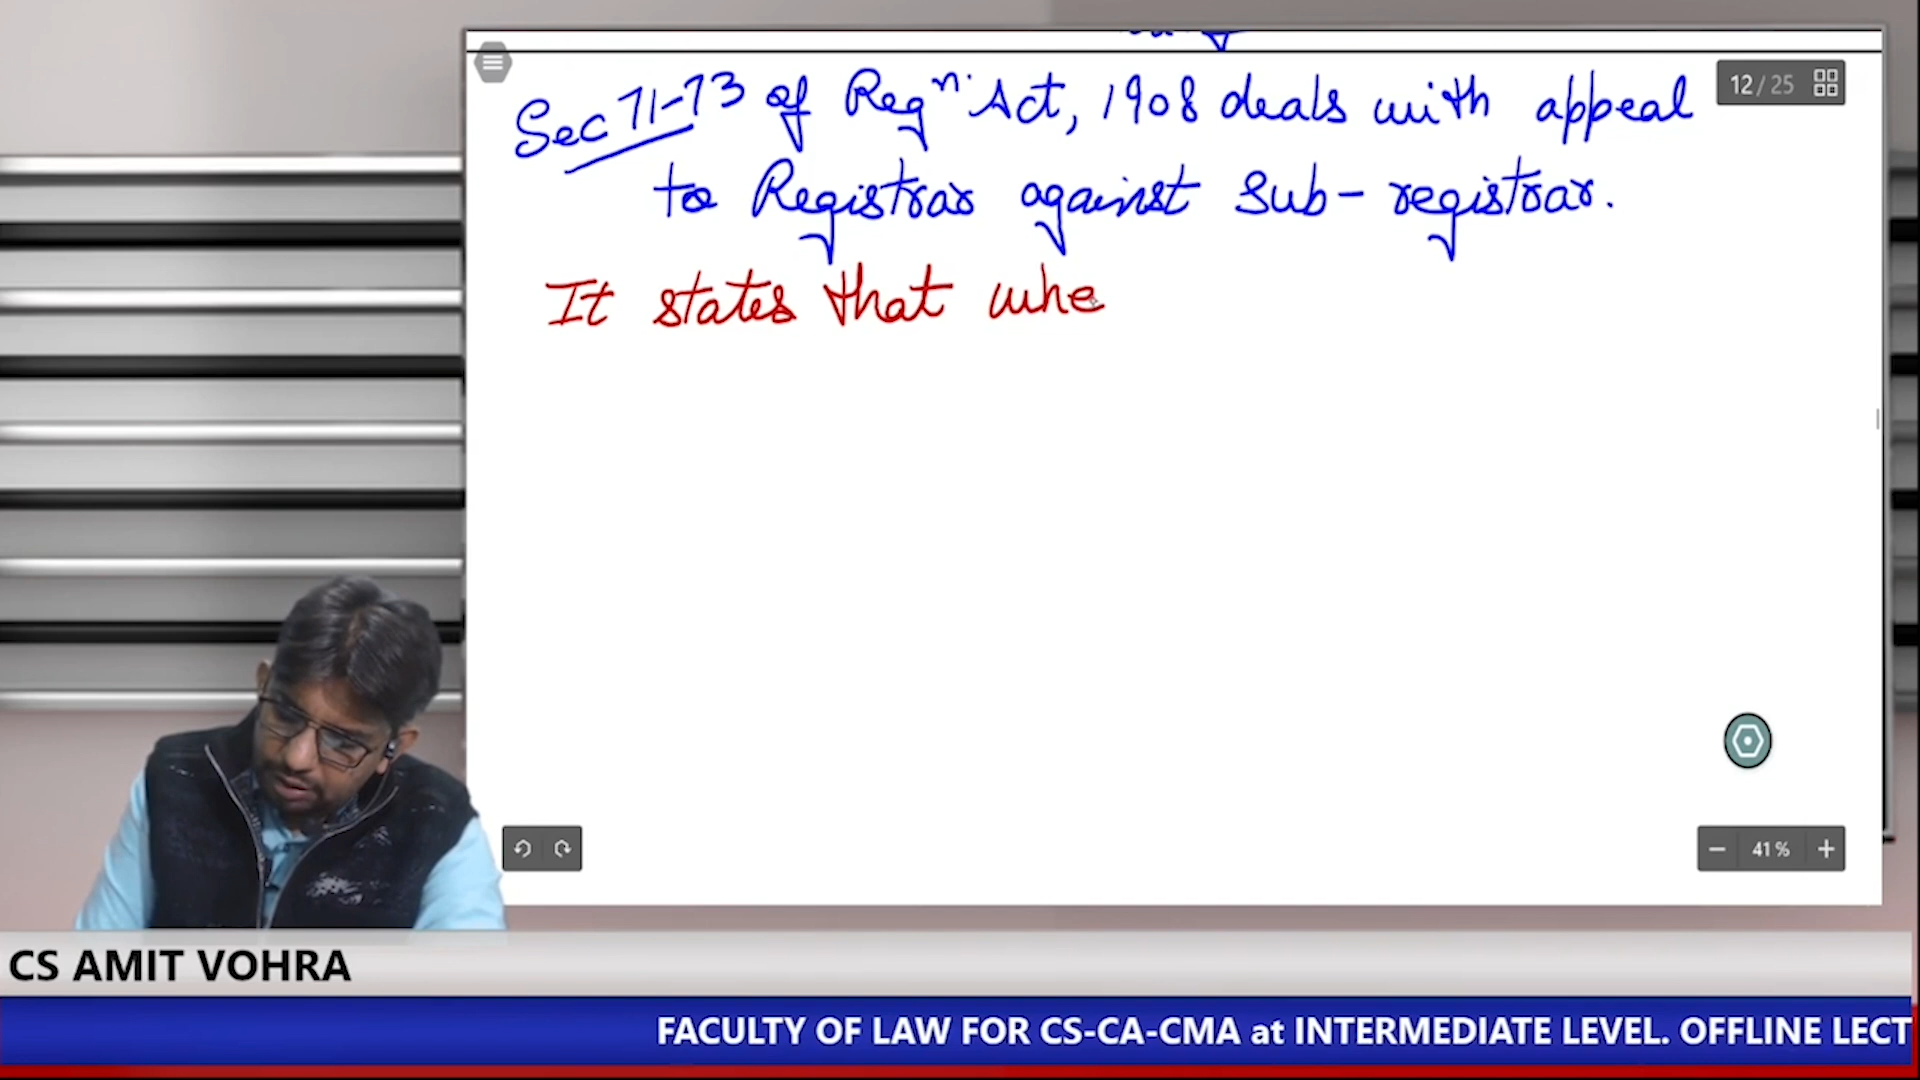 12 / 25
Sec 71-73 of Regn. Act, 1908 deals with appeal
to Registrar against Sub-registrar.
It states that whe
41 %
CS AMIT VOHRA
FACULTY OF LAW FOR CS-CA-CMA at INTERMEDIATE LEVEL. OFFLINE LECT